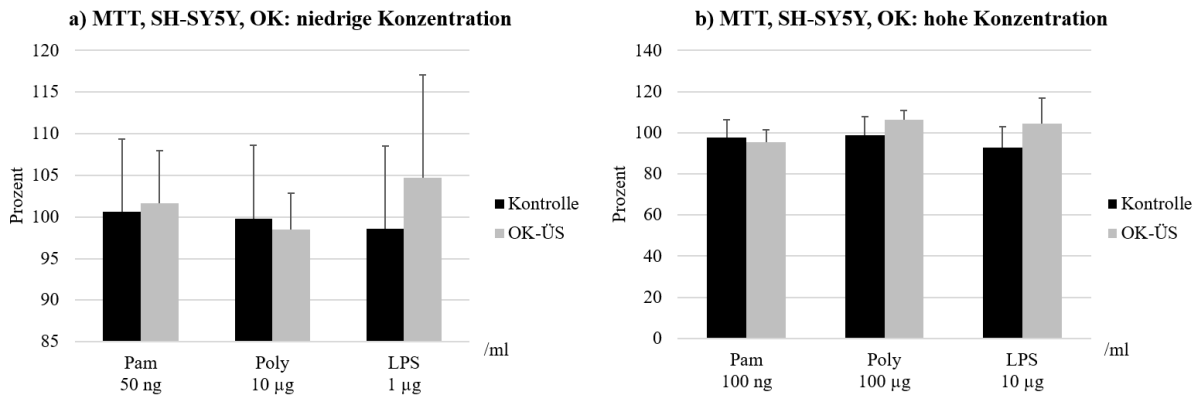 a) MTT, SH-SY5Y, OK: niedrige Konzentration
120
115
110
105
100
95
90
85
Prozent
Pam
50 ng
Poly
10 µg
LPS
1 µg
/ml
Kontrolle
OK-ÜS
b) MTT, SH-SY5Y, OK: hohe Konzentration
140
120
100
80
60
40
20
0
Prozent
Pam
100 ng
Poly
100 µg
LPS
10 µg
/ml
Kontrolle
OK-ÜS